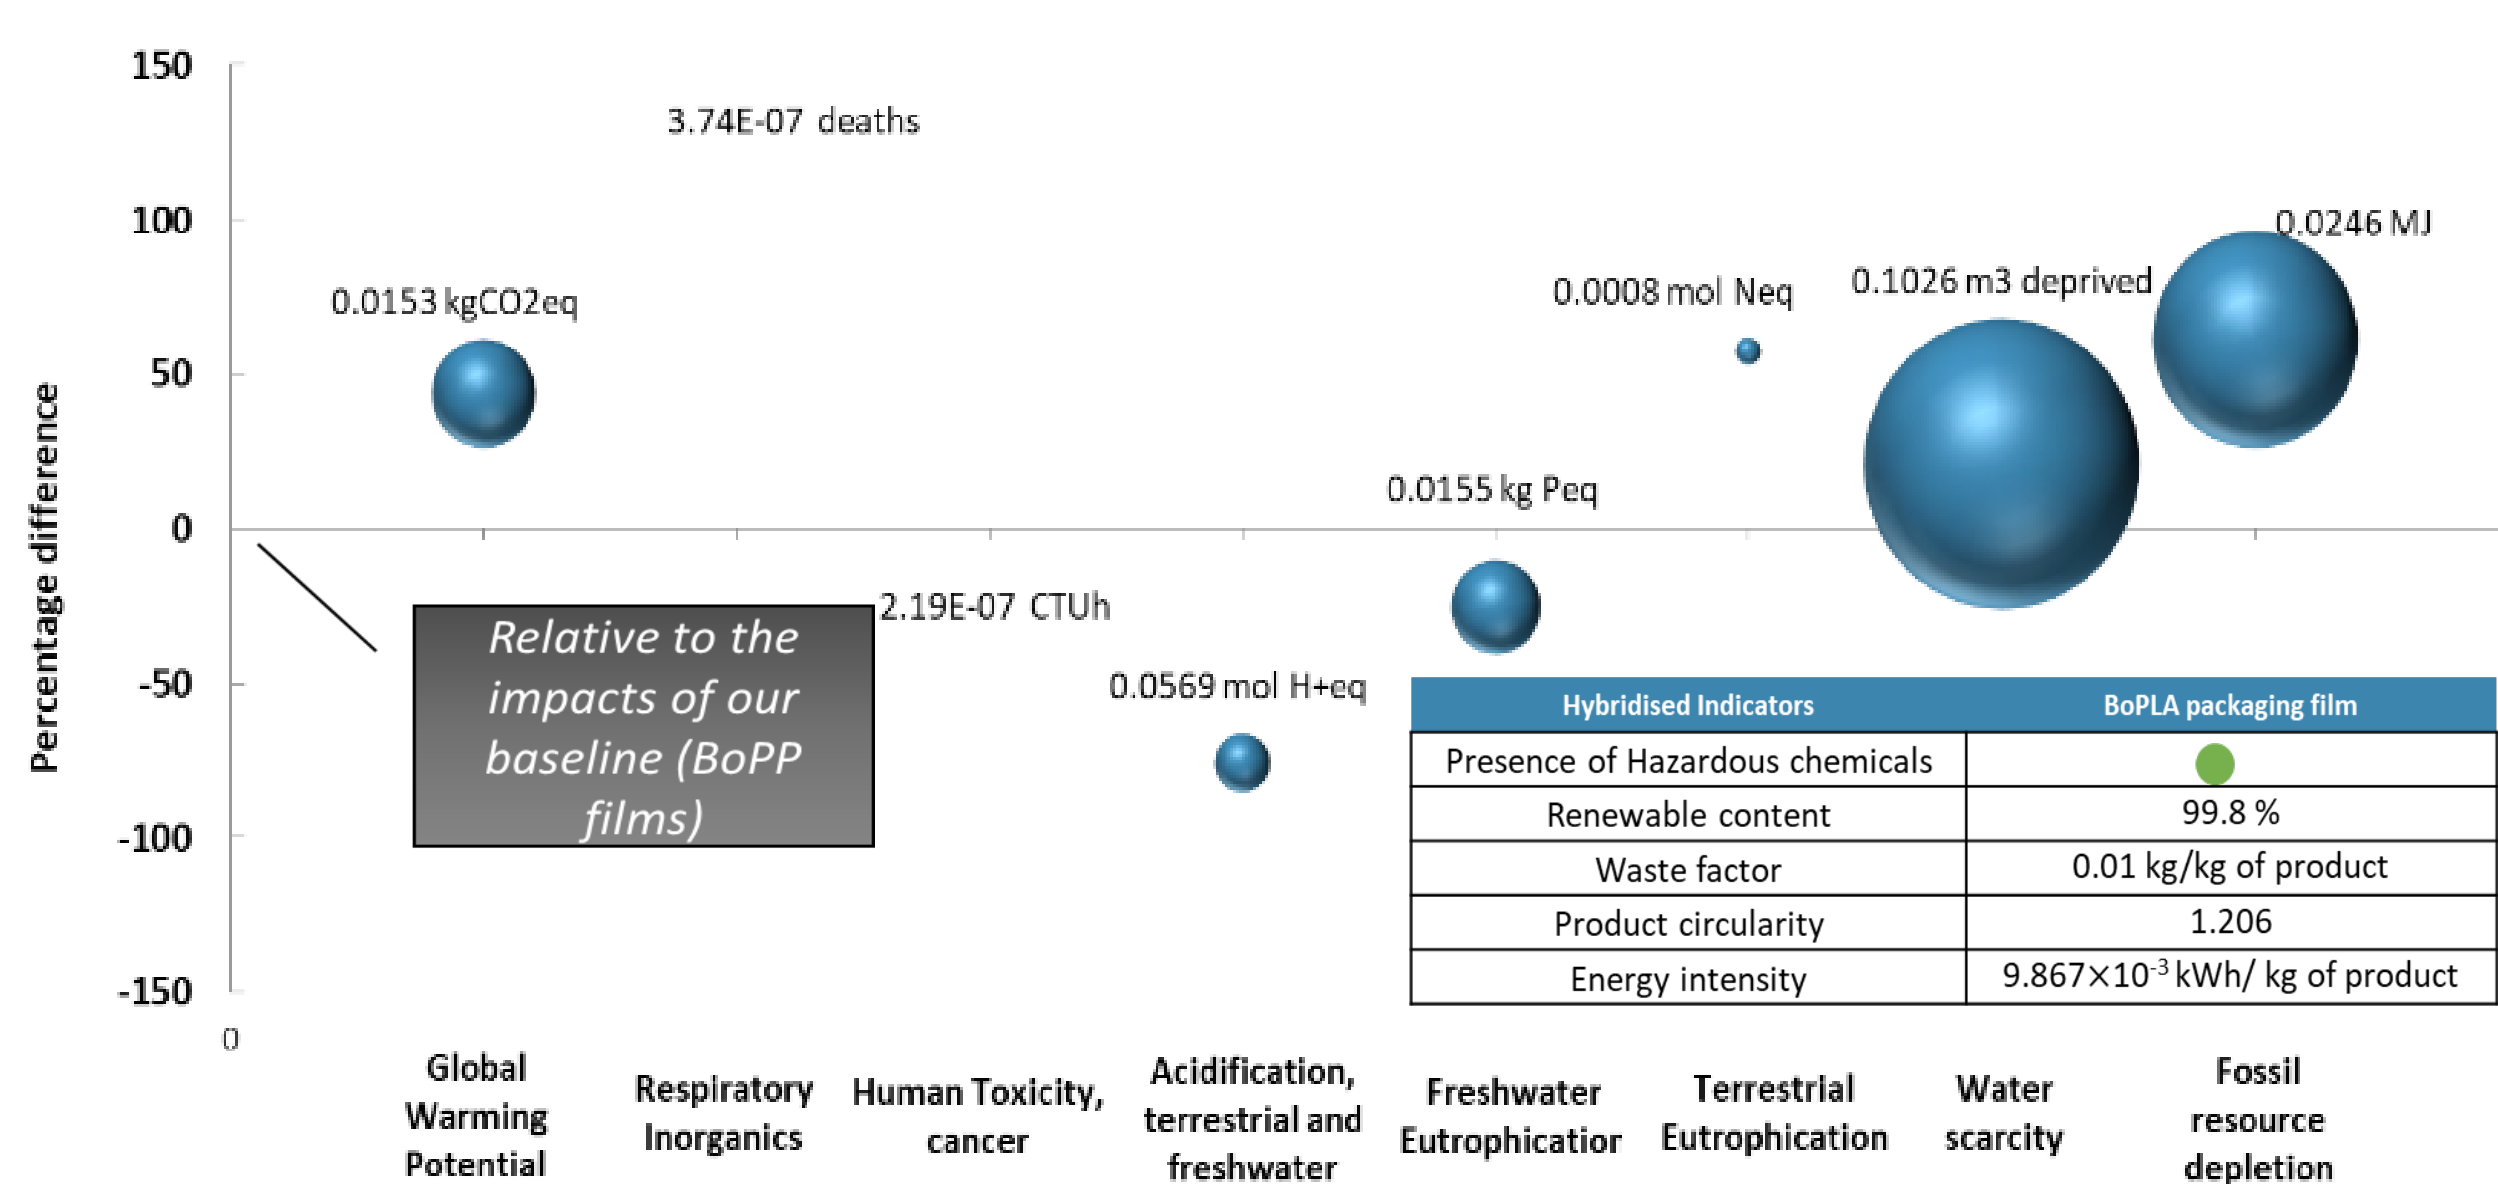 150
100
50
0
-50
-100
-150
0
Percentage difference
3.74E-07 deaths
0.0153 kgCO2eq
0.0246 MJ
0.1026 m3 deprived
0.0008 mol Neq
0.0155 kg Peq
2.19E-07 CTUh
0.0569 mol H+eq
Relative to the
impacts of our
baseline (BoPP
films)
Hybridised Indicators BoPLA packaging film
Presence of Hazardous chemicals
Renewable content 99.8 %
Waste factor 0.01 kg/kg of product
Product circularity 1.206
Energy intensity 9.867×10⁻³ kWh/ kg of product
Global
Warming
Potential
Respiratory
Inorganics
Human Toxicity,
cancer
Acidification,
terrestrial and
freshwater
Freshwater
Eutrophication
Terrestrial
Eutrophication
Water
scarcity
Fossil
resource
depletion